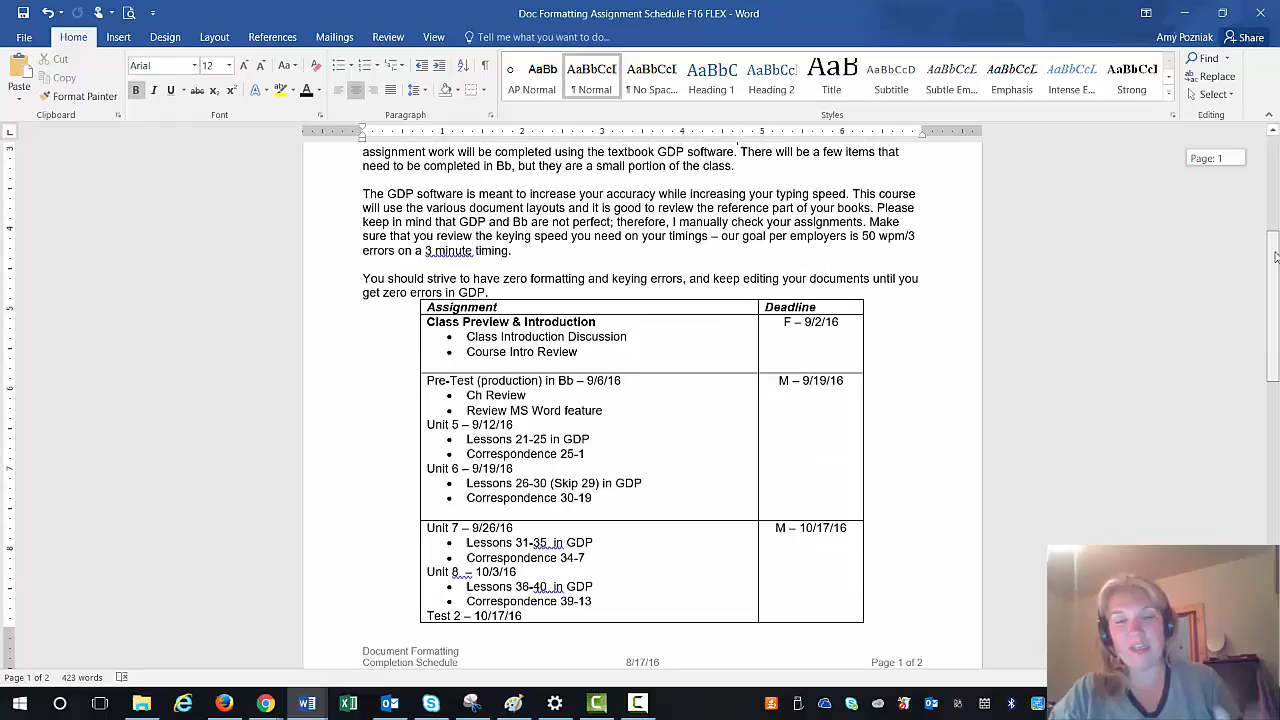 Doc Formatting Assignment Schedule F16 FLEX - Word
File Home Insert Design Layout References Mailings Review View Tell me what you want to do... Amy Pozniak Share
Paste Cut Copy Format Painter
Clipboard
Arial 12
Font
Paragraph
AaBb AaBbCcI AaBbCcI AaBbC AaBbC AaB AaBbCcD AaBbCcI AaBbCcI AaBbCcI AaBbCcI
AP Normal ¶ Normal ¶ No Spac... Heading 1 Heading 2 Title Subtitle Subtle Em... Emphasis Intense E... Strong
Styles
Find
Replace
Select
Editing
Page: 1
assignment work will be completed using the textbook GDP software. There will be a few items that
need to be completed in Bb, but they are a small portion of the class.
The GDP software is meant to increase your accuracy while increasing your typing speed. This course
will use the various document layouts and it is good to review the reference part of your books. Please
keep in mind that GDP and Bb are not perfect; therefore, I manually check your assignments. Make
sure that you review the keying speed you need on your timings – our goal per employers is 50 wpm/3
errors on a 3 minute timing.
You should strive to have zero formatting and keying errors, and keep editing your documents until you
get zero errors in GDP.
Assignment Deadline
Class Preview & Introduction F – 9/2/16
• Class Introduction Discussion
• Course Intro Review
Pre-Test (production) in Bb – 9/6/16 M – 9/19/16
• Ch Review
• Review MS Word feature
Unit 5 – 9/12/16
• Lessons 21-25 in GDP
• Correspondence 25-1
Unit 6 – 9/19/16
• Lessons 26-30 (Skip 29) in GDP
• Correspondence 30-19
Unit 7 – 9/26/16 M – 10/17/16
• Lessons 31-35 in GDP
• Correspondence 34-7
Unit 8 – 10/3/16
• Lessons 36-40 in GDP
• Correspondence 39-13
Test 2 – 10/17/16
Document Formatting
Completion Schedule 8/17/16 Page 1 of 2
Page 1 of 2 423 words